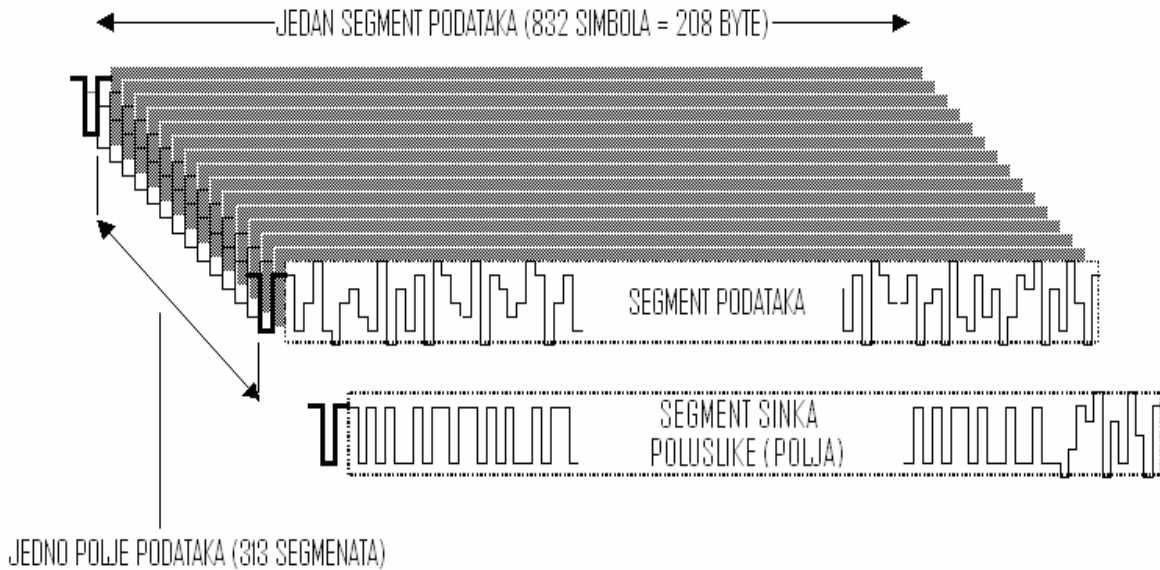 JEDAN SEGMENT PODATAKA (832 SIMBOLA = 208 BYTE)
SEGMENT PODATAKA
SEGMENT SINKA
POLUSLIKE (POLJA)
JEDNO POLJE PODATAKA (313 SEGMENATA)